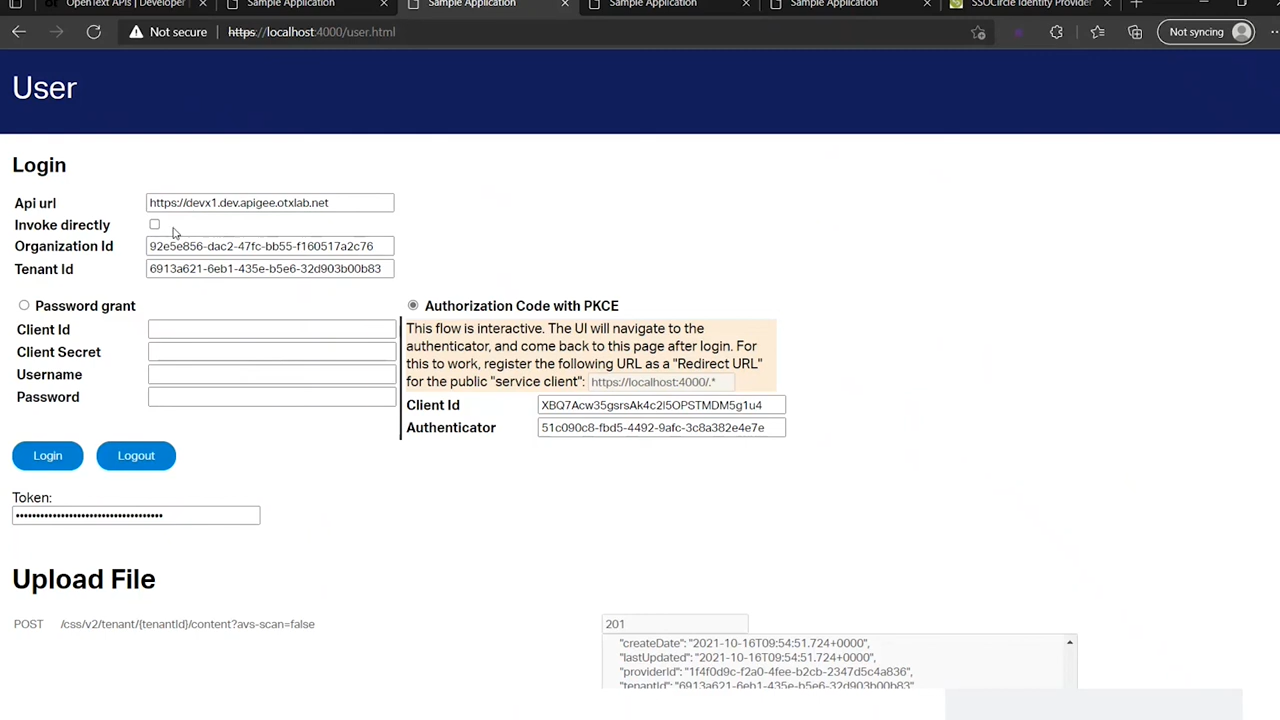 OpenText APIs | Developer
Sample Application
Sample Application
Sample Application
Sample Application
SSOCircle Identity Provider
Not secure
https://localhost:4000/user.html
Not syncing
User
Login
Api url
https://devx1.dev.apigee.otxlab.net
Invoke directly
Organization Id
92e5e856-dac2-47fc-bb55-f160517a2c76
Tenant Id
6913a621-6eb1-435e-b5e6-32d903b00b83
Password grant
Client Id
Client Secret
Username
Password
Authorization Code with PKCE
This flow is interactive. The UI will navigate to the
authenticator, and come back to this page after login. For
this to work, register the following URL as a "Redirect URL"
for the public "service client": https://localhost:4000/.*
Client Id
XBQ7Acw35gsrsAk4c2I5OPSTMDM5g1u4
Authenticator
51c090c8-fbd5-4492-9afc-3c8a382e4e7e
Login
Logout
Token:
Upload File
POST /css/v2/tenant/{tenantId}/content?avs-scan=false
201
"createDate": "2021-10-16T09:54:51.724+0000",
"lastUpdated": "2021-10-16T09:54:51.724+0000",
"providerId": "1f4f0d9c-f2a0-4fee-b2cb-2347d5c4a836",
"tenantId": "6913a621-6eb1-435e-b5e6-32d903b00b83"